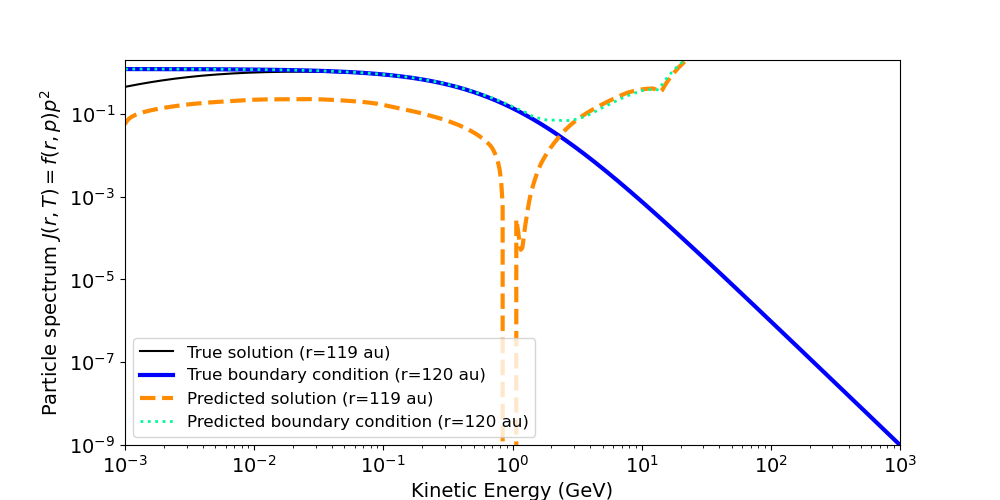 Particle spectrum J(r, T) = f(r, p)p²
10⁻¹
10⁻³
10⁻⁵
10⁻⁷
10⁻⁹
True solution (r=119 au)
True boundary condition (r=120 au)
Predicted solution (r=119 au)
Predicted boundary condition (r=120 au)
10⁻³ 10⁻² 10⁻¹ 10⁰ 10¹ 10² 10³
Kinetic Energy (GeV)